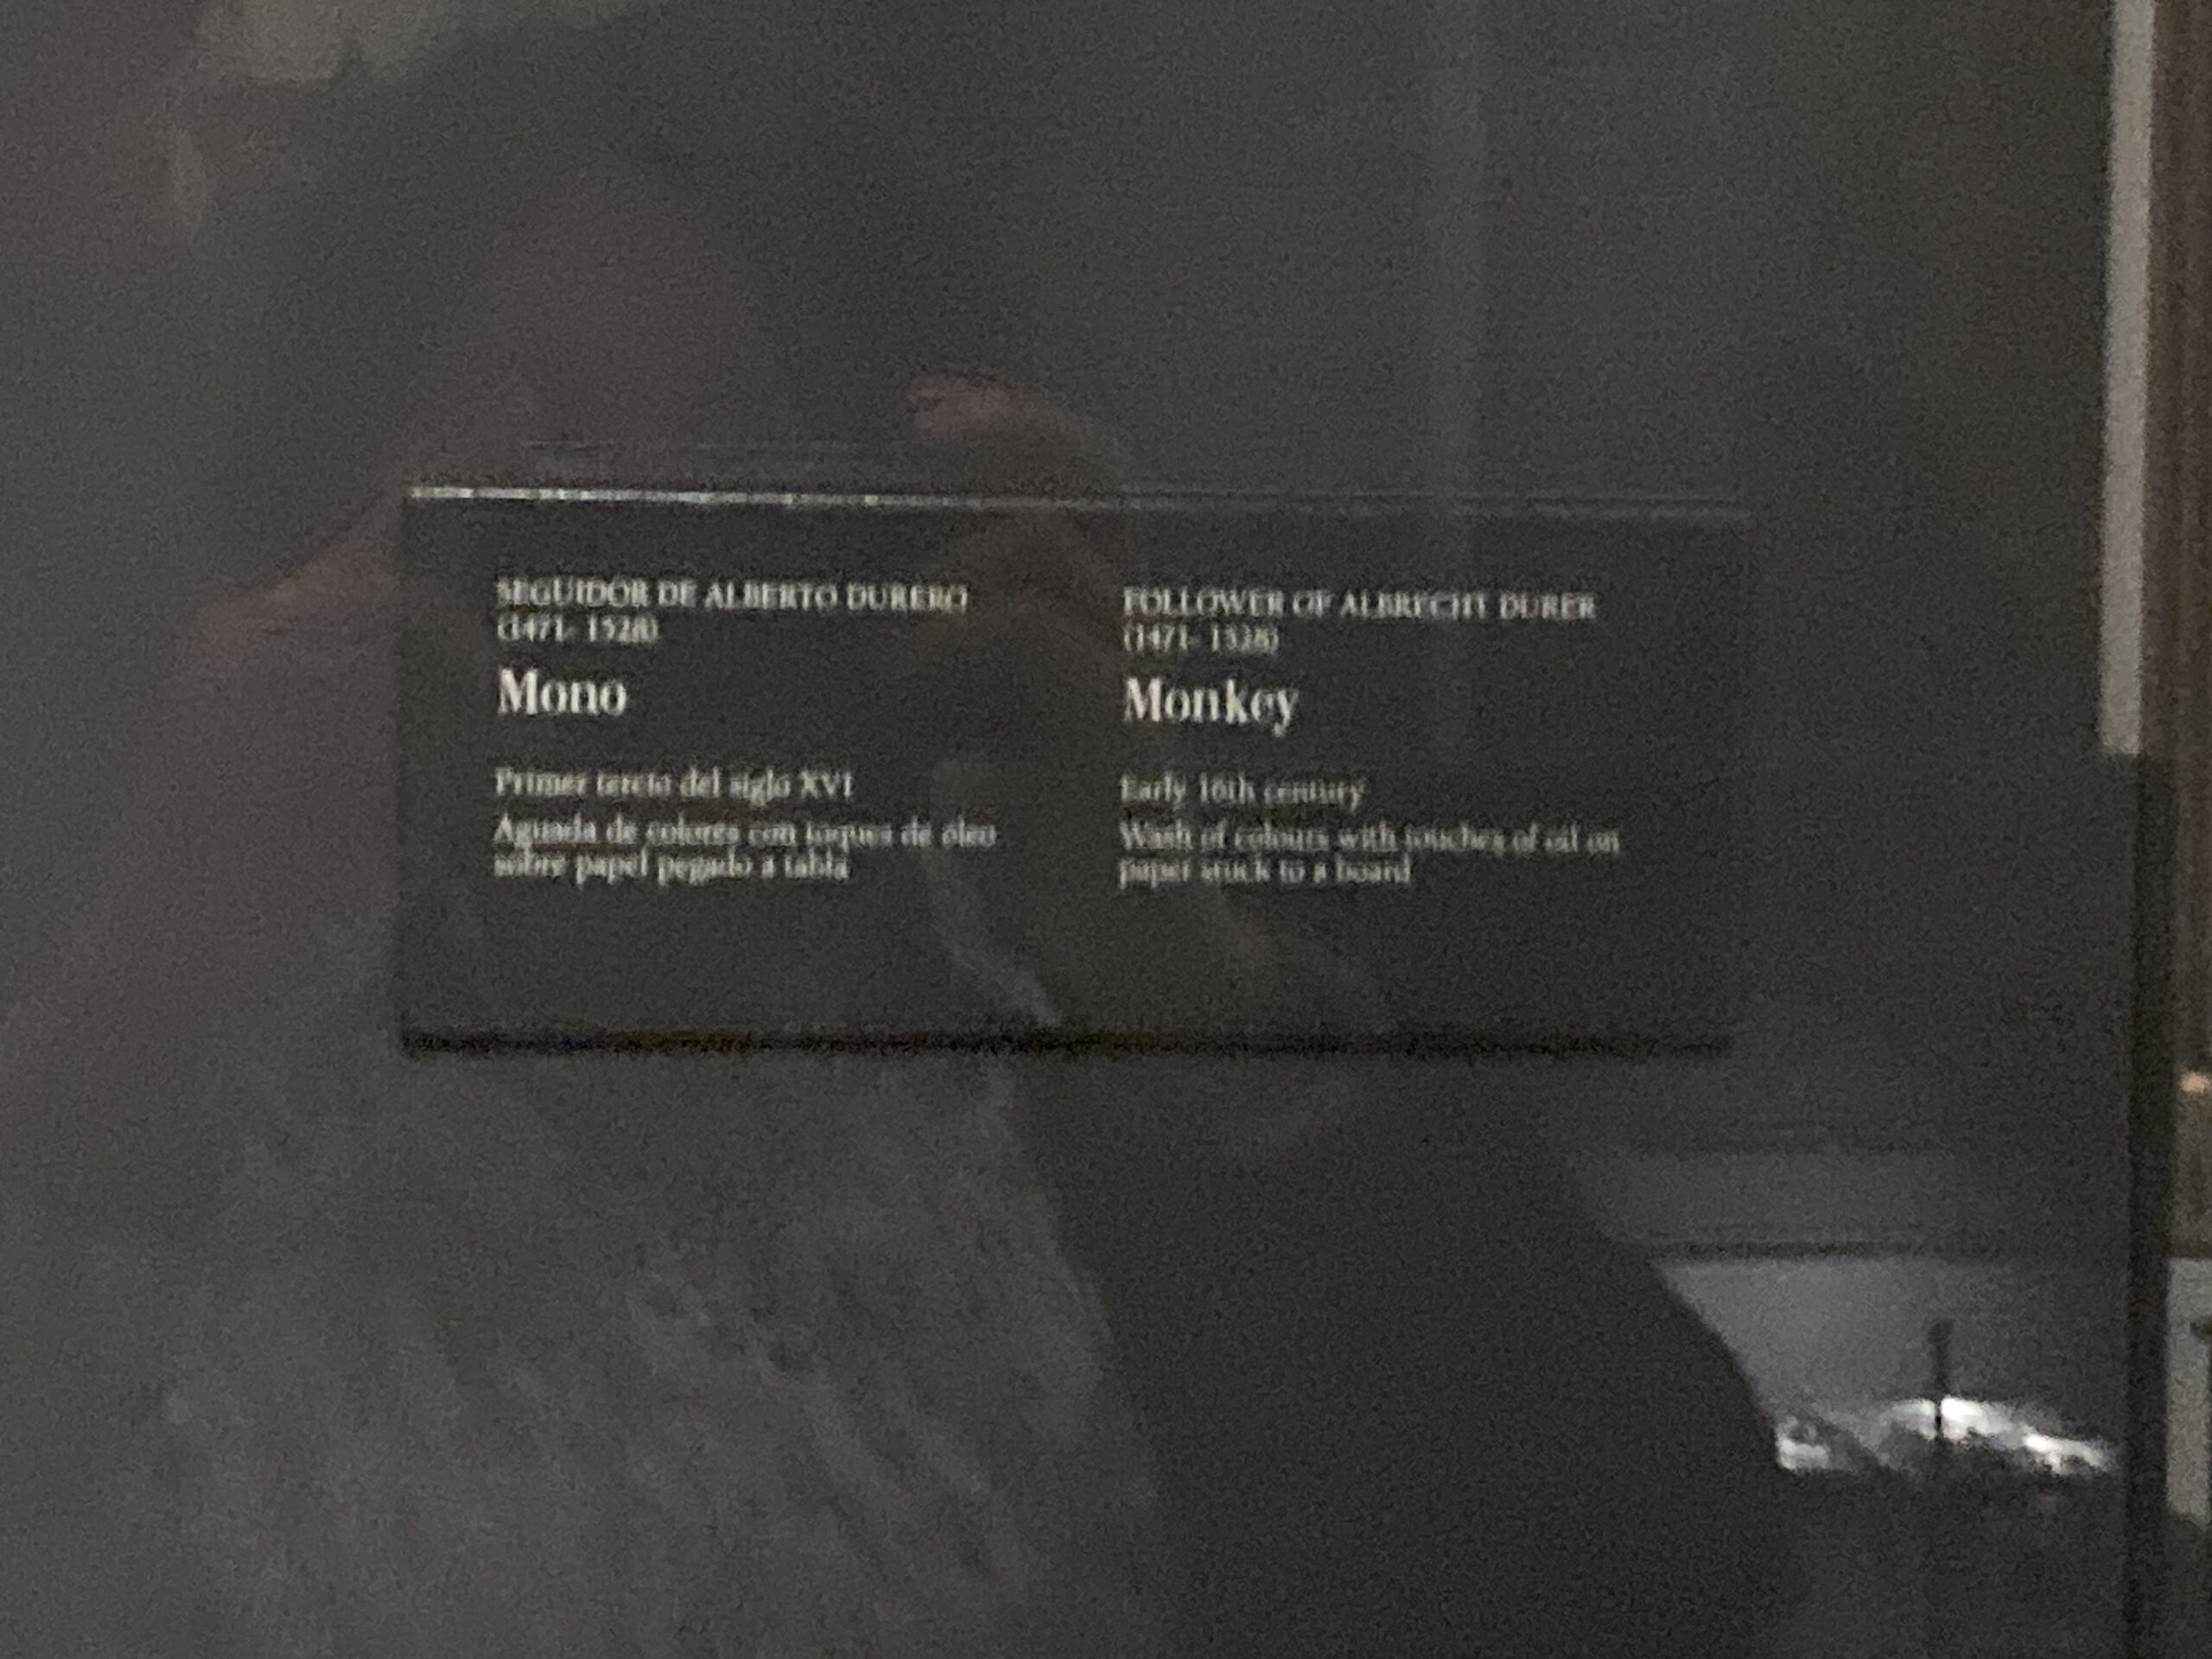 SEGUIDOR DE ALBERTO DURERO
(1471- 1528)
Mono
Primer tercio del siglo XVI
Aguada de colores con toques de óleo
sobre papel pegado a tabla
FOLLOWER OF ALBRECHT DURER
(1471- 1528)
Monkey
Early 16th century
Wash of colours with touches of oil on
paper stuck to a board